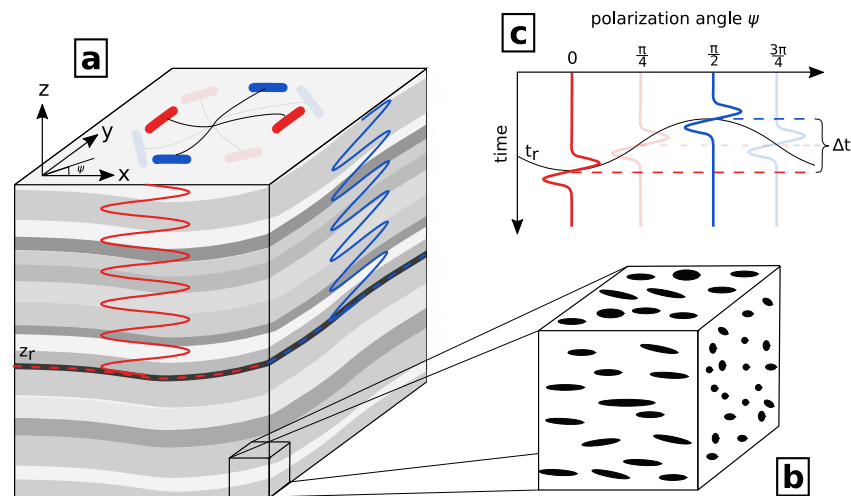 a
z
y
ψ
x
z_r
c
polarization angle ψ
0 π/4 π/2 3π/4
time
t_r
Δt
b